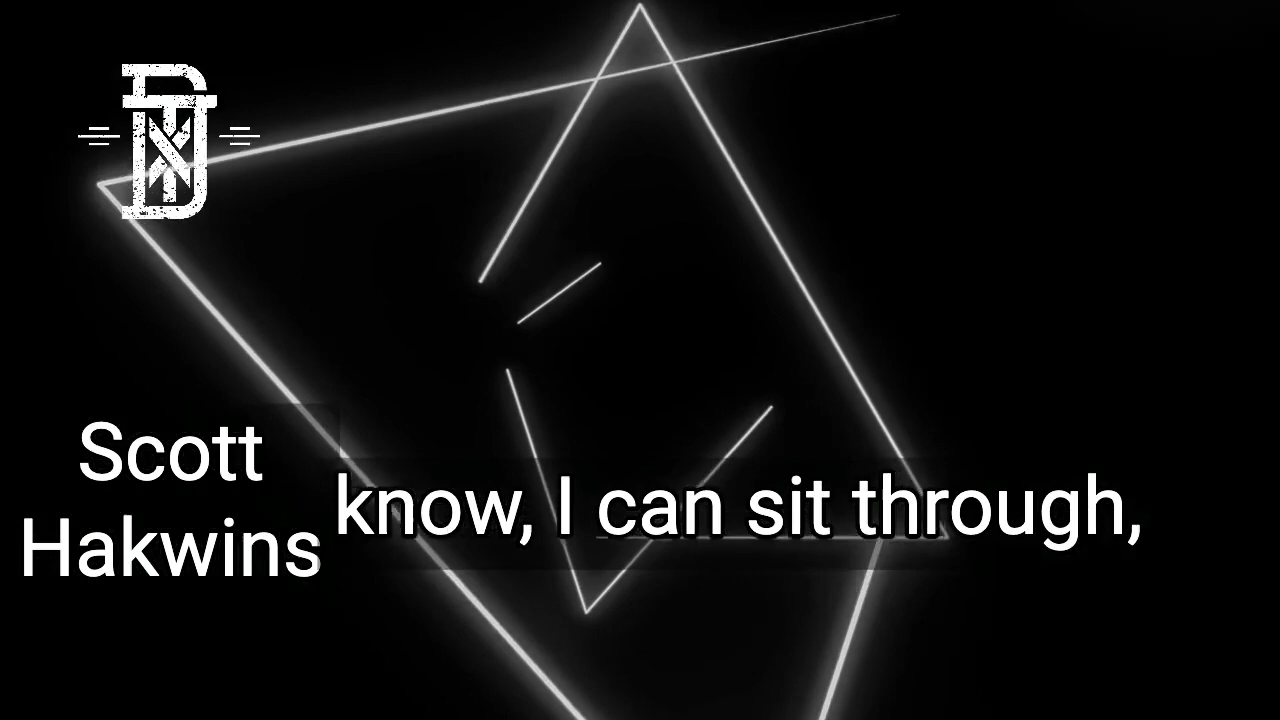 Scott
Hakwins
know, I can sit through,